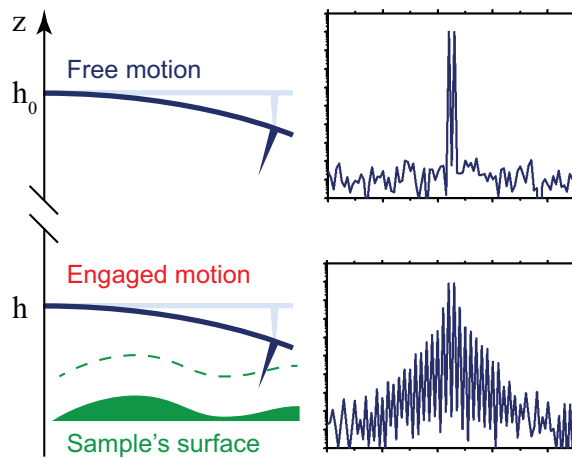 z
Free motion
h₀
Engaged motion
h
Sample's surface